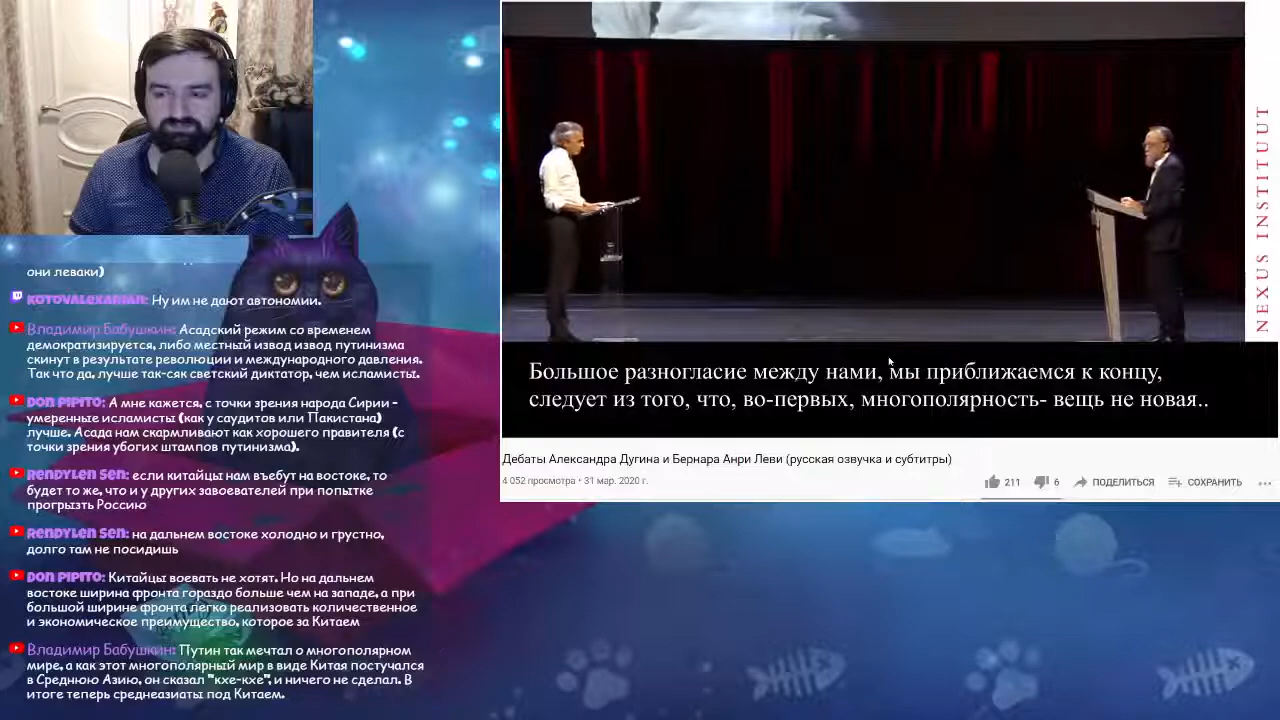 они леваки)
KOTOVALEXARIAN: Ну им не дают автономии.
Владимир Бабушкин: Асадский режим со временем
демократизируется, либо местный извод извод путинизма
скинут в результате революции и международного давления.
Так что да, лучше так-сяк светский диктатор, чем исламисты.
DON PIPITO: А мне кажется, с точки зрения народа Сирии -
умеренные исламисты (как у саудитов или Пакистана)
лучше. Асада нам скармливают как хорошего правителя (с
точки зрения убогих штампов путинизма).
RENDYLEN SEN: если китайцы нам въебут на востоке, то
будет то же, что и у других завоевателей при попытке
прогрызть Россию
RENDYLEN SEN: на дальнем востоке холодно и грустно,
долго там не посидишь
DON PIPITO: Китайцы воевать не хотят. Но на дальнем
востоке ширина фронта гораздо больше чем на западе, а при
большой ширине фронта легко реализовать количественное
и экономическое преимущество, которое за Китаем
Владимир Бабушкин: Путин так мечтал о многополярном
мире, а как этот многополярный мир в виде Китая постучался
в Среднюю Азию, он сказал "кхе-кхе", и ничего не сделал. В
итоге теперь среднеазиаты под Китаем.
NEXUS INSTITUUT
Большое разногласие между нами, мы приближаемся к концу,
следует из того, что, во-первых, многополярность- вещь не новая..
Дебаты Александра Дугина и Бернара Анри Леви (русская озвучка и субтитры)
4 052 просмотра • 31 мар. 2020 г.
211 6 ПОДЕЛИТЬСЯ СОХРАНИТЬ